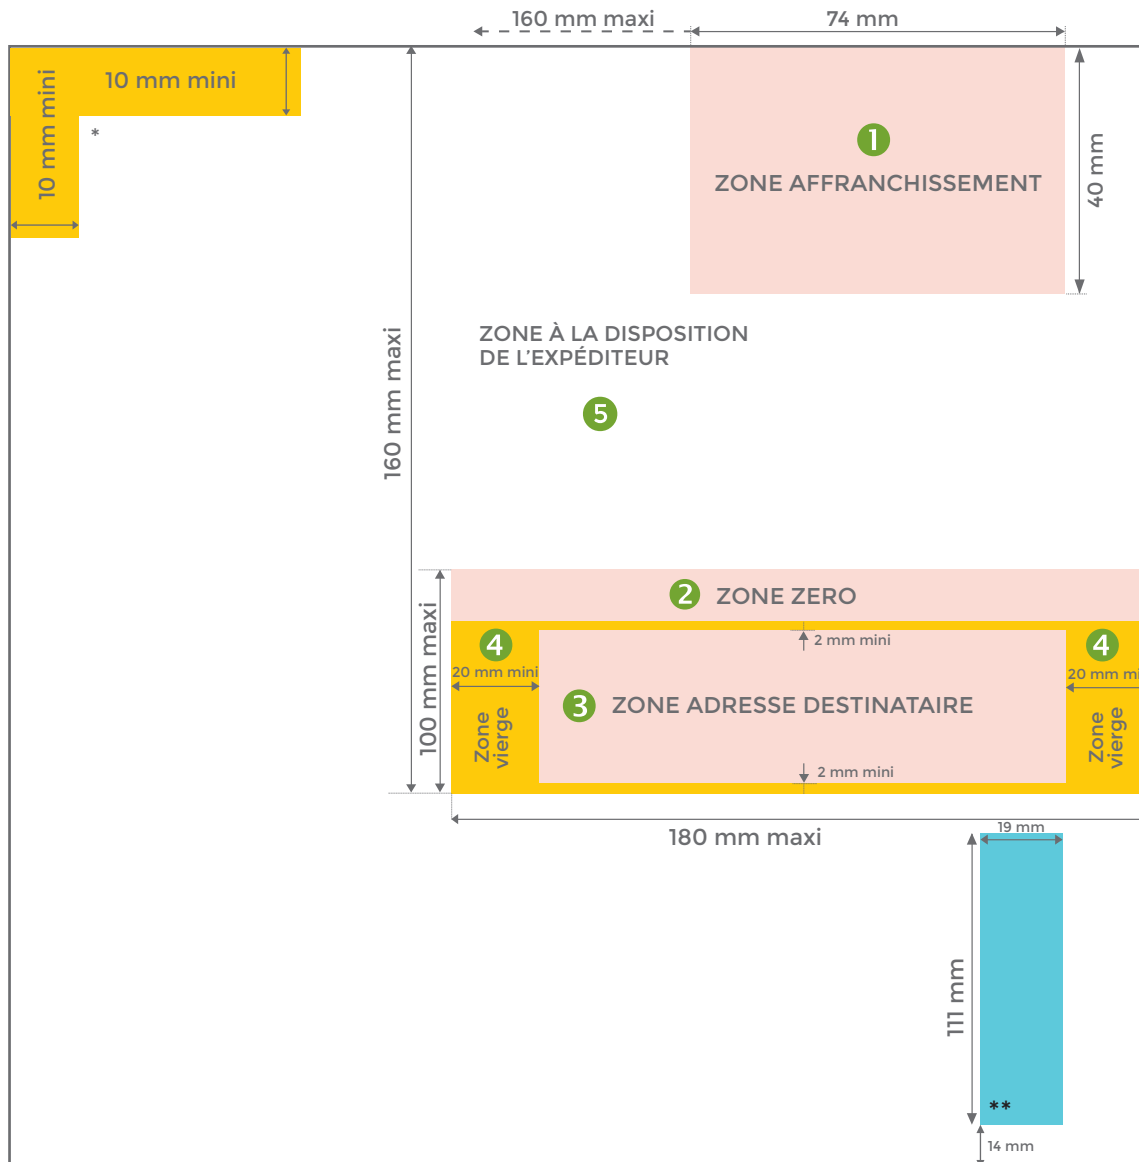 160 mm maxi
74 mm
10 mm mini
10 mm mini
*
1
ZONE AFFRANCHISSEMENT
40 mm
160 mm maxi
ZONE À LA DISPOSITION
DE L'EXPÉDITEUR
5
2 ZONE ZERO
100 mm maxi
4
20 mm mini
Zone
vierge
2 mm mini
3 ZONE ADRESSE DESTINATAIRE
2 mm mini
4
20 mm mi
Zone
vierge
180 mm maxi
19 mm
111 mm
**
14 mm